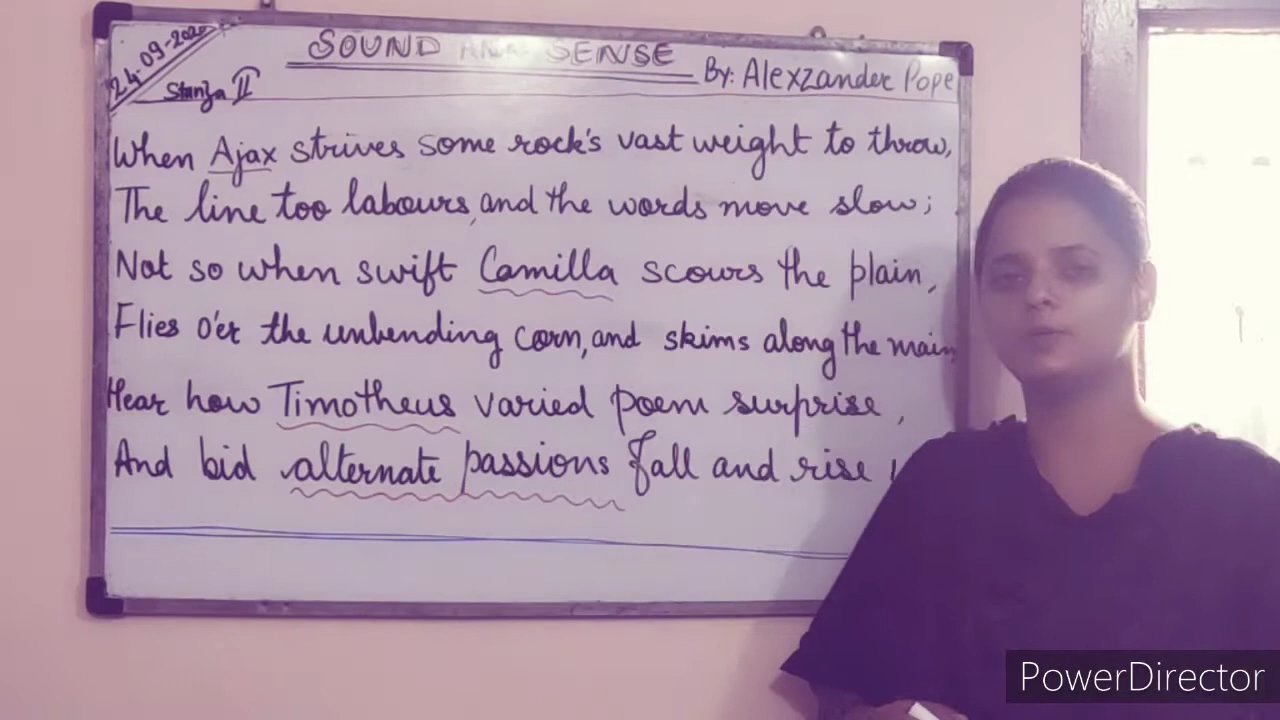 24.09-2020
SOUND AND SENSE
By: Alexzander Pope
Stanza II
When Ajax strives some rock's vast weight to throw,
The line too labours, and the words move slow;
Not so when swift Camilla scours the plain,
Flies o'er the unbending corn, and skims along the main,
Hear how Timotheus varied poem surprise,
And bid alternate passions fall and rise
PowerDirector